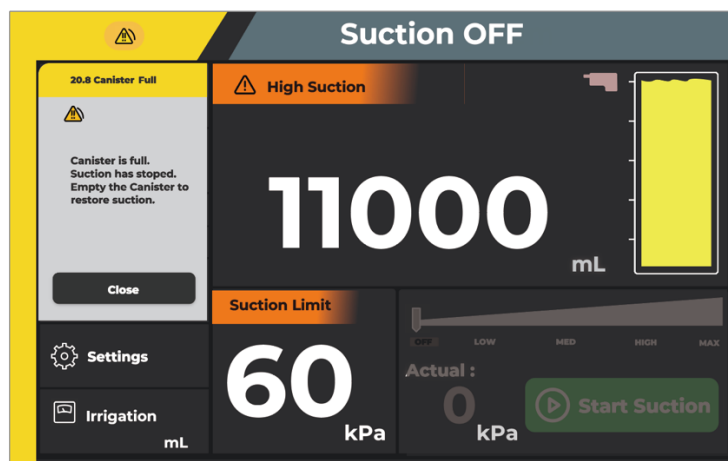 Suction OFF
20.8 Canister Full
Canister is full.
Suction has stoped.
Empty the Canister to
restore suction.
Close
Settings
Irrigation
mL
High Suction
11000
mL
Suction Limit
60
kPa
OFF LOW MED HIGH MAX
Actual :
0
kPa
Start Suction